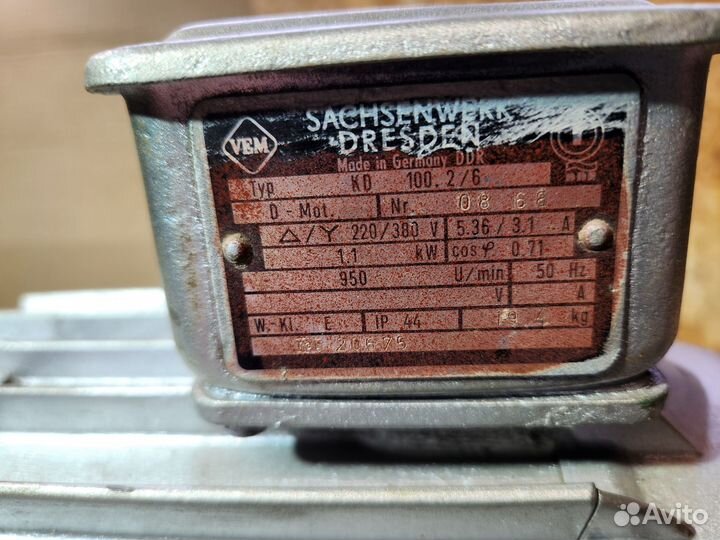 VEM
SACHSENWERK
DRESDEN
Made in Germany DDR
Typ KD 100.2/6
D-Mot. Nr. 08 68
△/Y 220/380 V 5.36/3.1 A
1.1 kW cosφ 0.71
950 U/min 50 Hz
V A
W.-Kl. E IP 44 kg
Avito